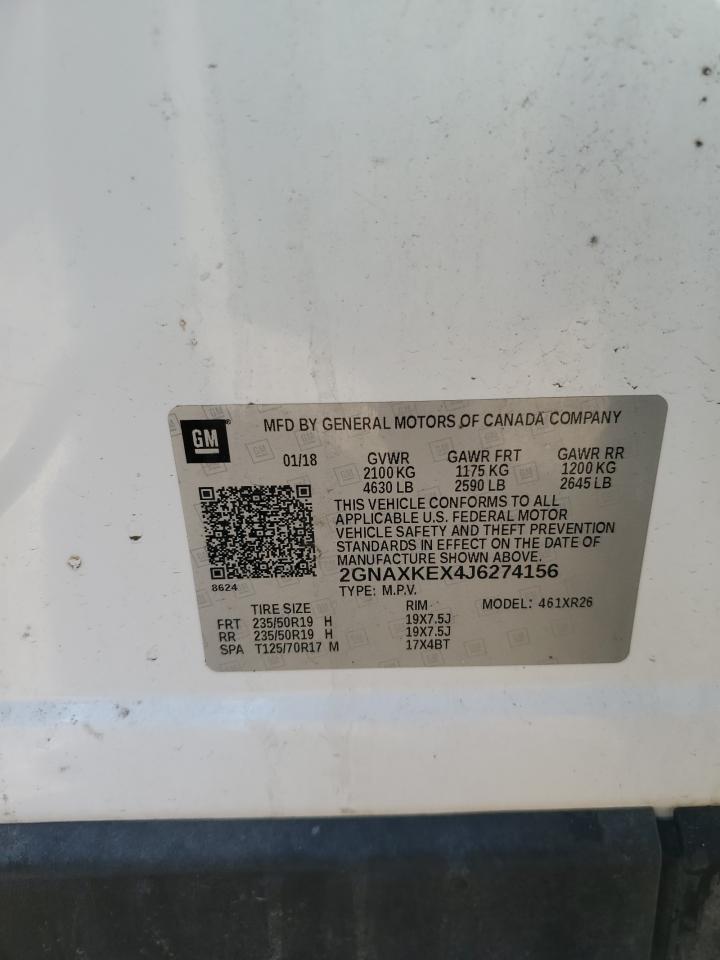 GM ® MFD BY GENERAL MOTORS OF CANADA COMPANY
01/18 GVWR GAWR FRT GAWR RR
2100 KG 1175 KG 1200 KG
4630 LB 2590 LB 2645 LB
THIS VEHICLE CONFORMS TO ALL
APPLICABLE U.S. FEDERAL MOTOR
VEHICLE SAFETY AND THEFT PREVENTION
STANDARDS IN EFFECT ON THE DATE OF
MANUFACTURE SHOWN ABOVE.
2GNAXKEX4J6274156
8624 TYPE: M.P.V.
TIRE SIZE RIM MODEL: 461XR26
FRT 235/50R19 H 19X7.5J
RR 235/50R19 H 19X7.5J
SPA T125/70R17 M 17X4BT